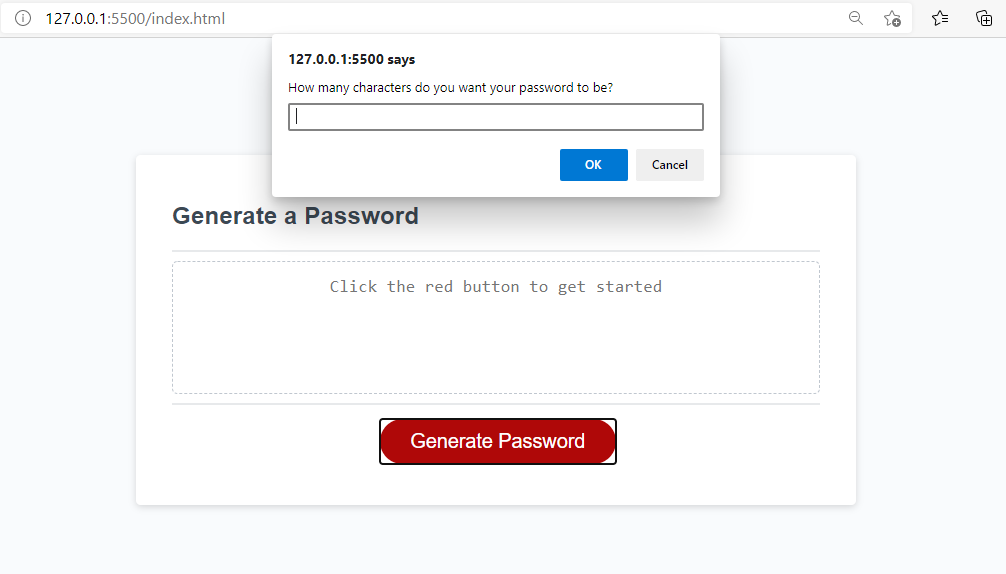 127.0.0.1:5500/index.html
127.0.0.1:5500 says
How many characters do you want your password to be?
OK Cancel
Generate a Password
Click the red button to get started
Generate Password